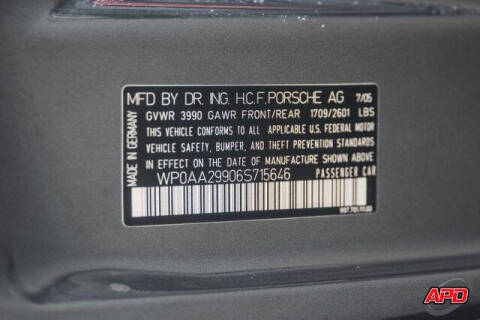 MFD BY DR. ING. H.C.F. PORSCHE AG 7/05
GVWR 3990 GAWR FRONT/REAR 1709/2601 LBS
THIS VEHICLE CONFORMS TO ALL APPLICABLE U.S. FEDERAL MOTOR
VEHICLE SAFETY, BUMPER, AND THEFT PREVENTION STANDARDS
IN EFFECT ON THE DATE OF MANUFACTURE SHOWN ABOVE
WP0AA29906S715646 PASSENGER CAR
MADE IN GERMANY
APD